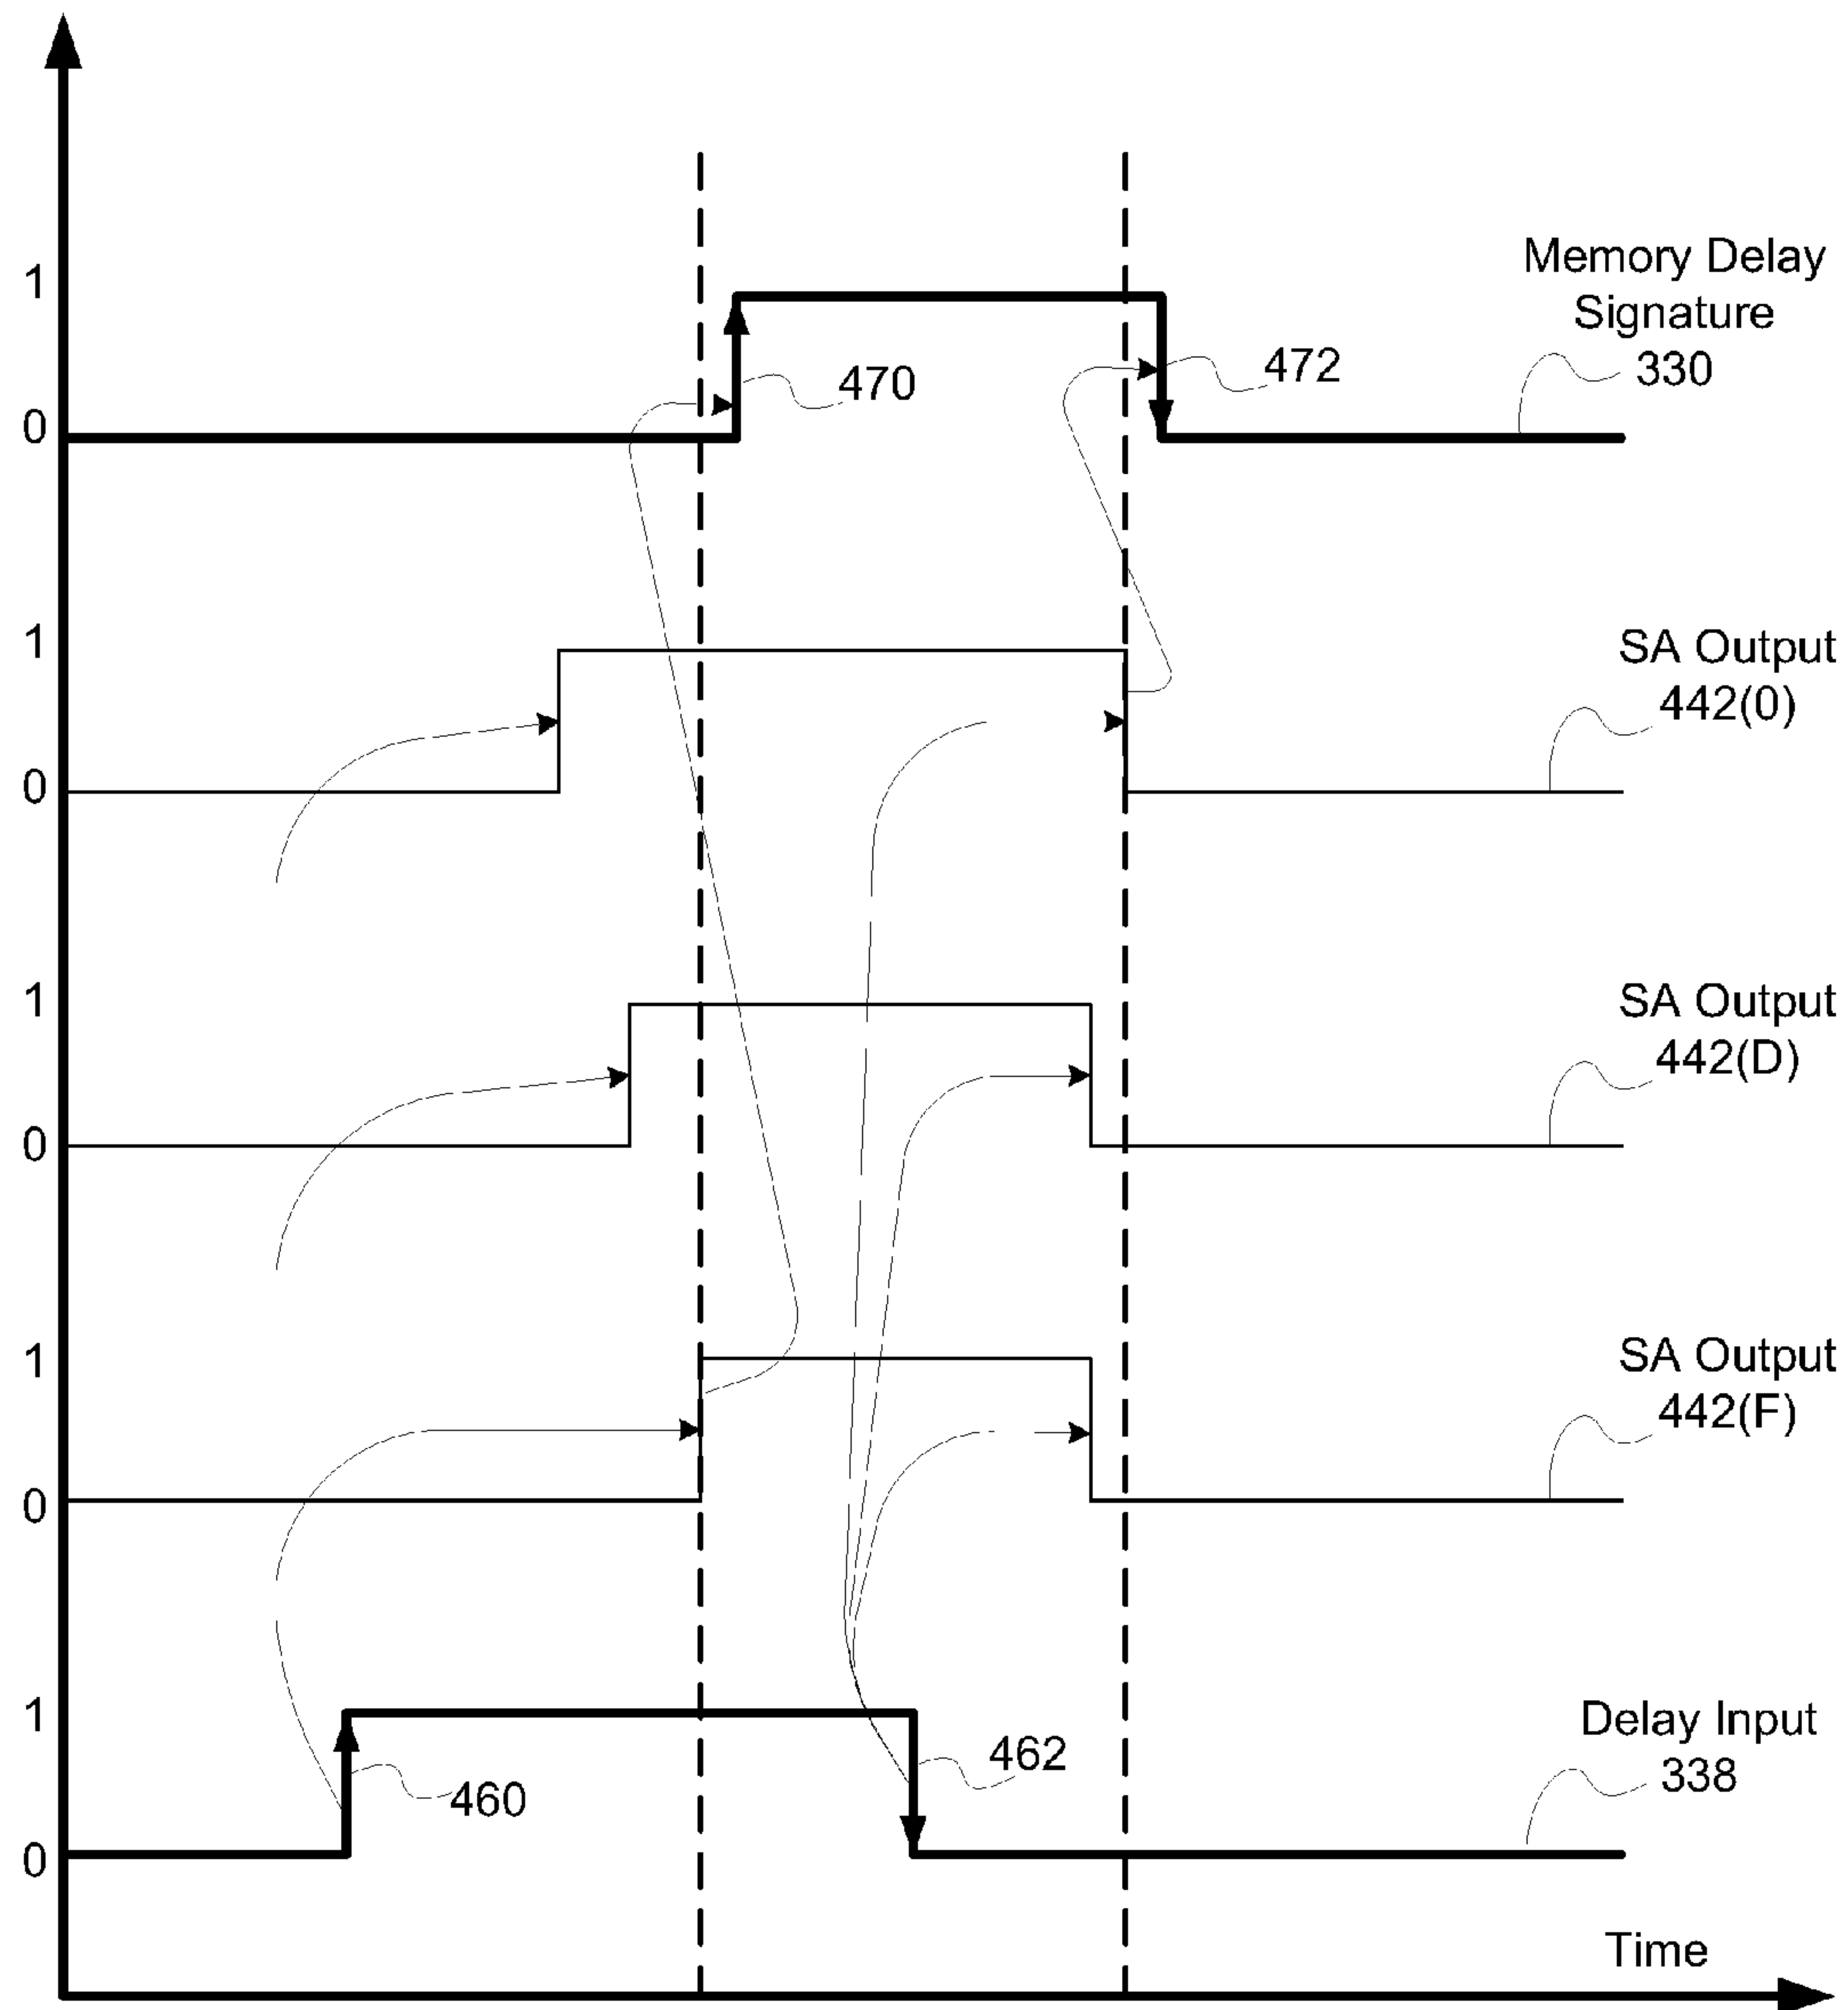 1
Memory Delay
Signature
330
470
472
0
1
SA Output
442(0)
0
1
SA Output
442(D)
0
1
SA Output
442(F)
0
1
Delay Input
338
460
462
0
Time